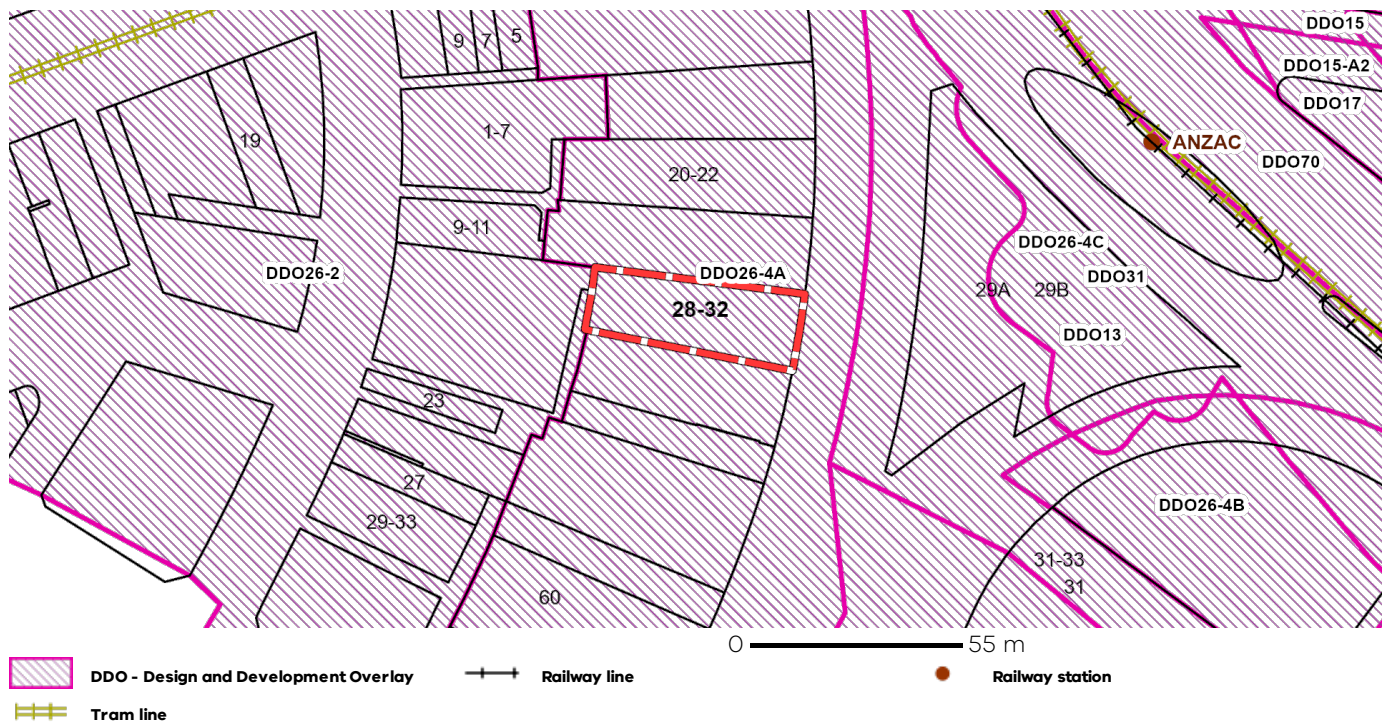 DDO15
9 7 5
DDO15-A2
DDO17
1-7
19
ANZAC
DDO70
20-22
9-11
DDO26-4C
DDO26-2
DDO26-4A
DDO31
29A 29B
28-32
DDO13
23
27
DDO26-4B
29-33
31-33
31
60
0 55 m
DDO - Design and Development Overlay
Railway line
Railway station
Tram line